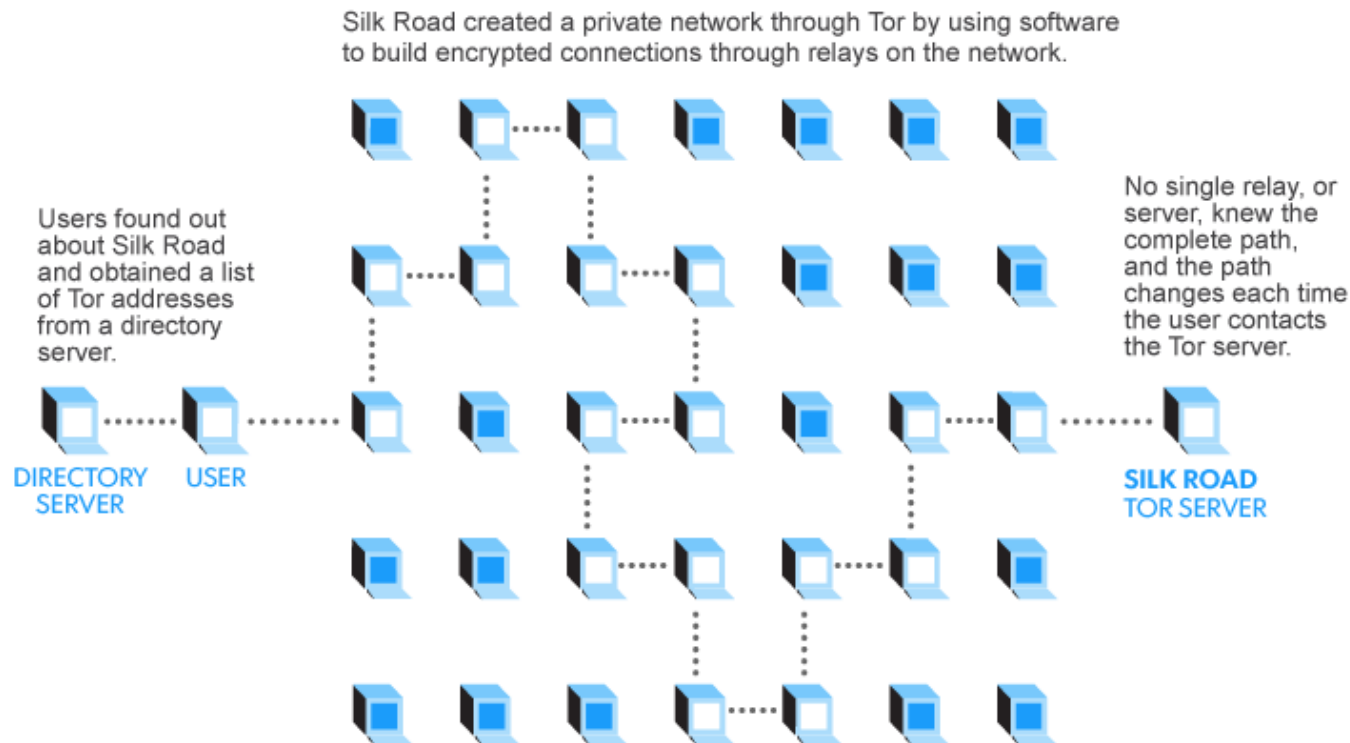 Silk Road created a private network through Tor by using software
to build encrypted connections through relays on the network.
Users found out
about Silk Road
and obtained a list
of Tor addresses
from a directory
server.
No single relay, or
server, knew the
complete path,
and the path
changes each time
the user contacts
the Tor server.
DIRECTORY
SERVER
USER
SILK ROAD
TOR SERVER